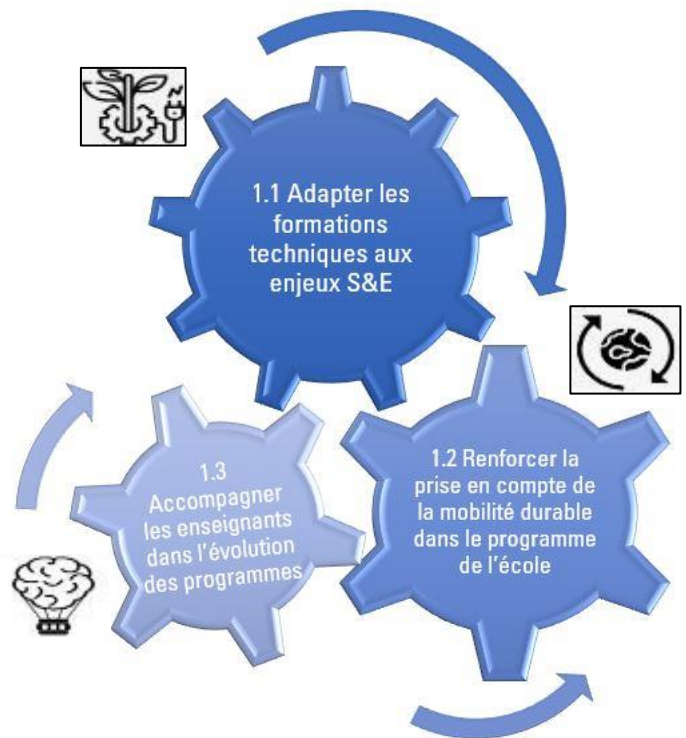 1.1 Adapter les
formations
techniques aux
enjeux S&E
1.2 Renforcer la
prise en compte de
la mobilité durable
dans le programme
de l'école
1.3
Accompagner
les enseignants
dans l'évolution
des programmes